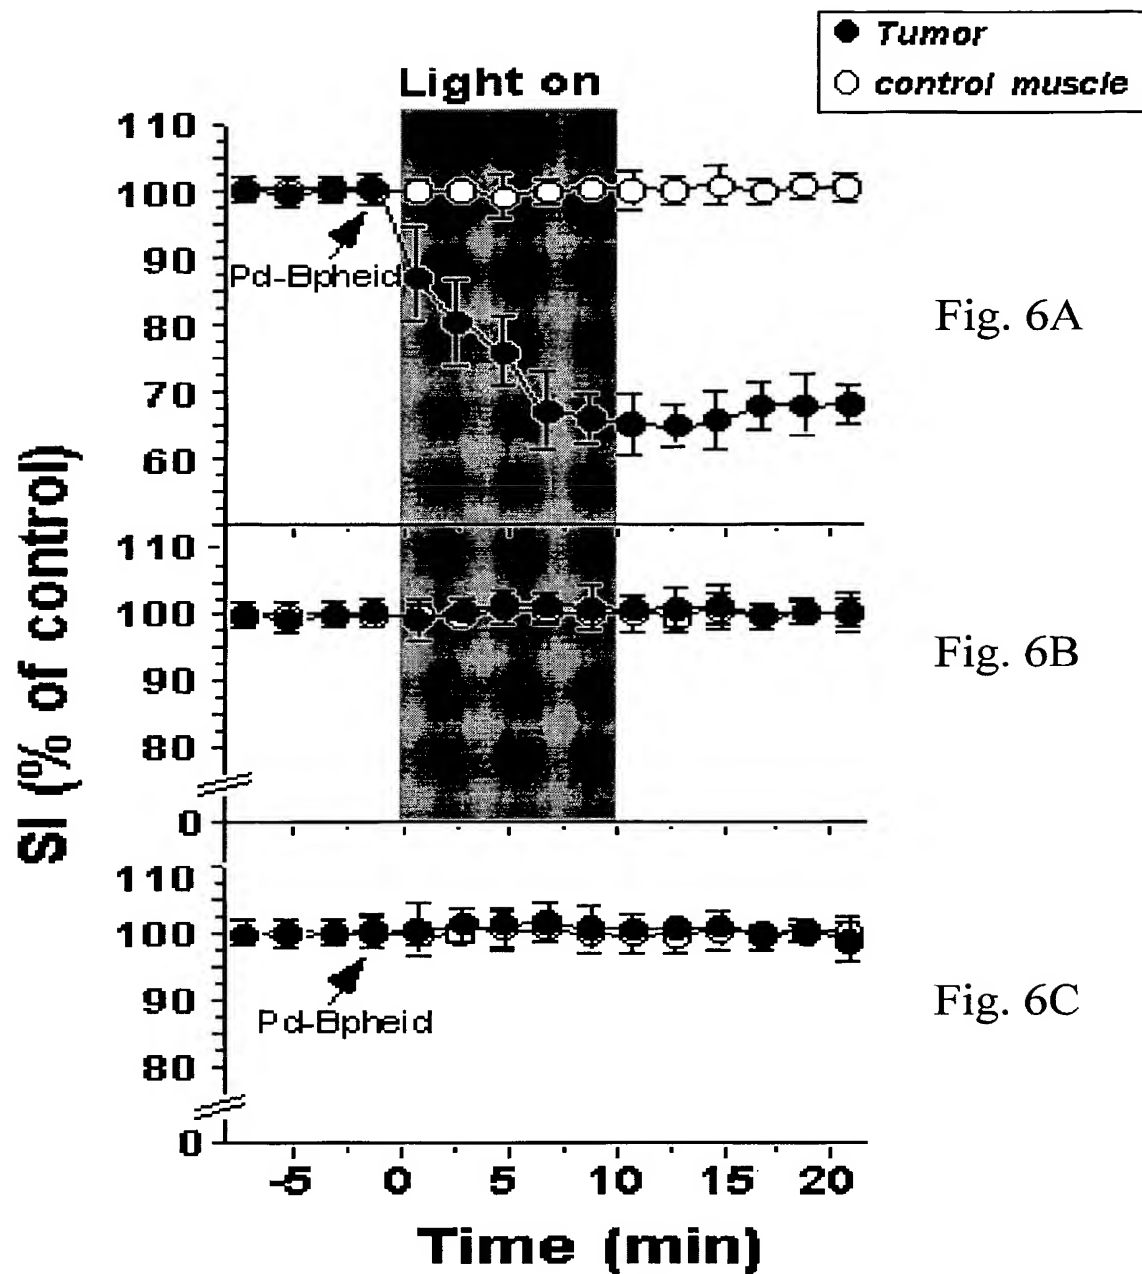 Tumor
control muscle
Light on
110
100
90
80
70
60
Pd-Bpheid
Fig. 6A
110
100
90
80
0
Fig. 6B
110
100
90
80
0
Pd-Bpheid
Fig. 6C
SI (% of control)
-5 0 5 10 15 20
Time (min)